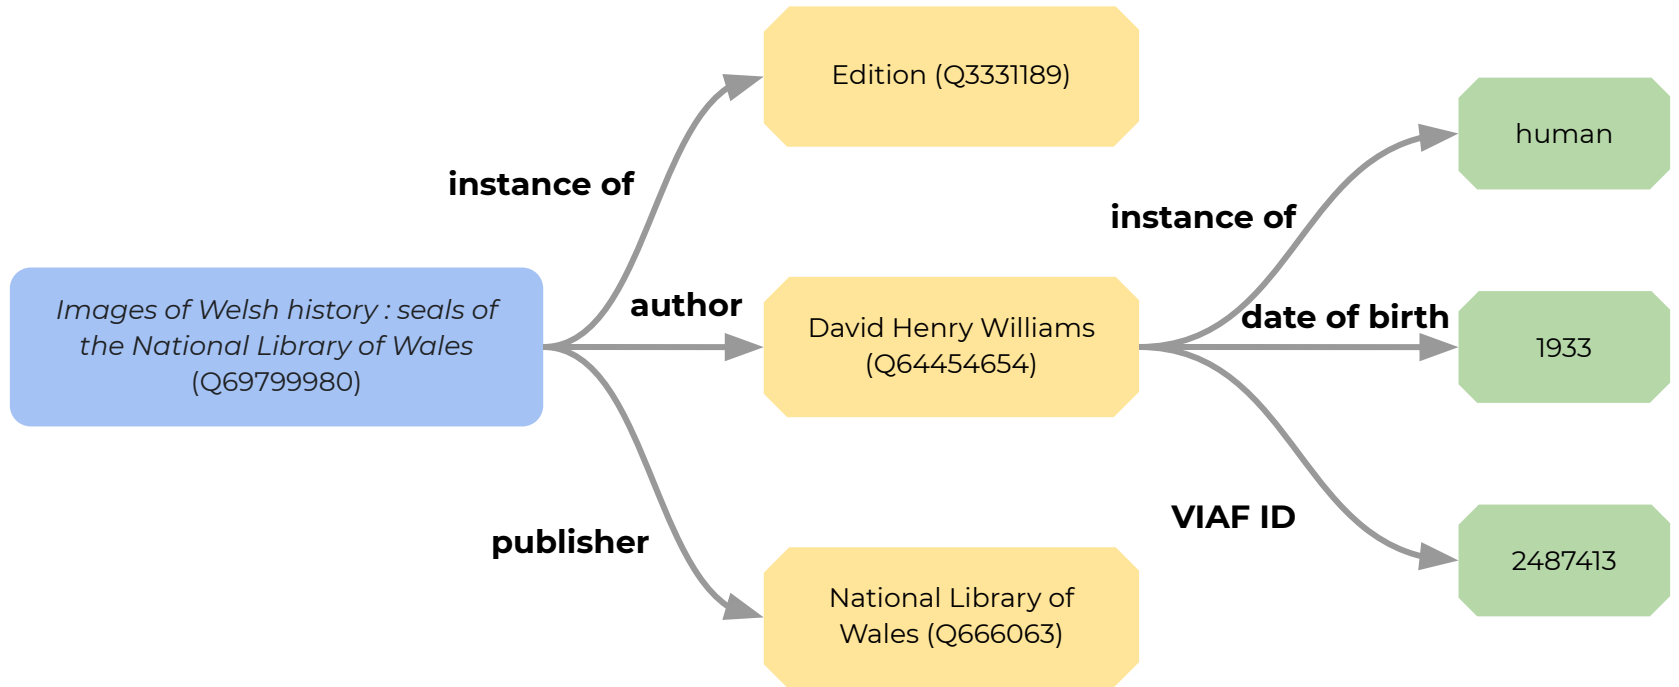 Edition (Q3331189)
human
instance of
instance of
Images of Welsh history : seals of
the National Library of Wales
(Q69799980)
author
David Henry Williams
(Q64454654)
date of birth
1933
publisher
VIAF ID
2487413
National Library of
Wales (Q666063)